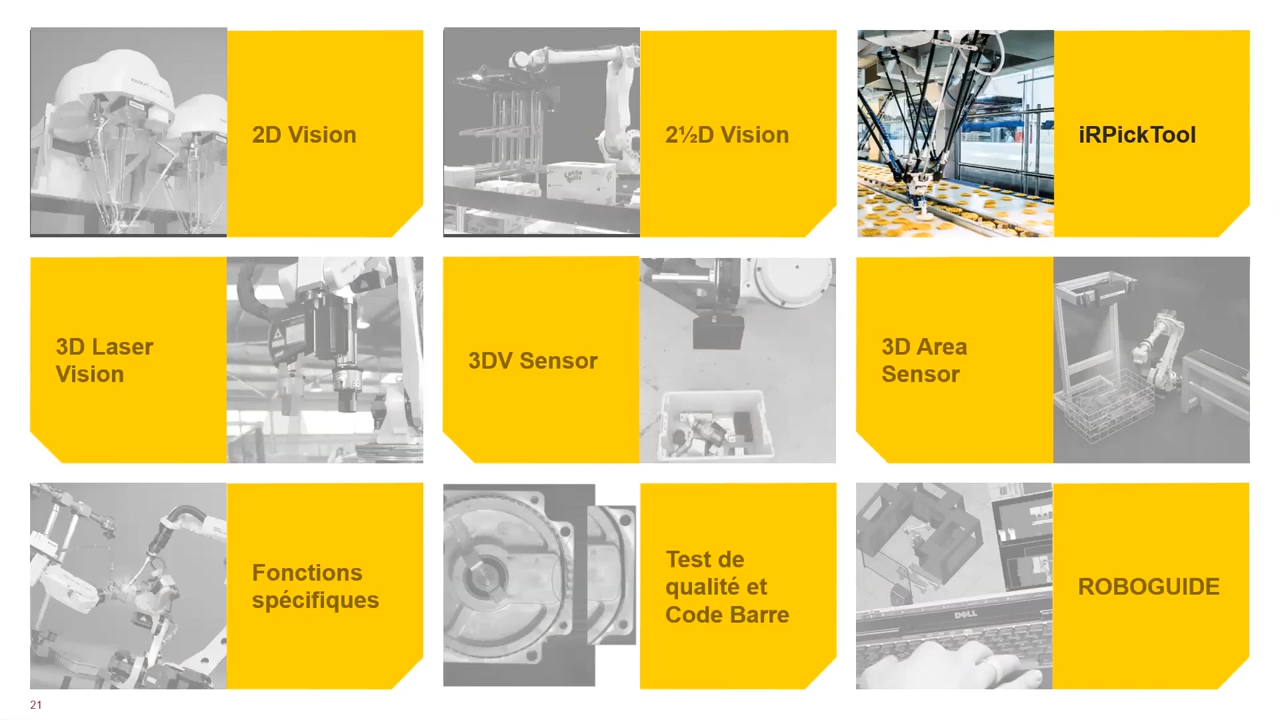 2D Vision
2½D Vision
iRPickTool
3D Laser
Vision
3DV Sensor
3D Area
Sensor
Fonctions
spécifiques
Test de
qualité et
Code Barre
DELL
ROBOGUIDE
21